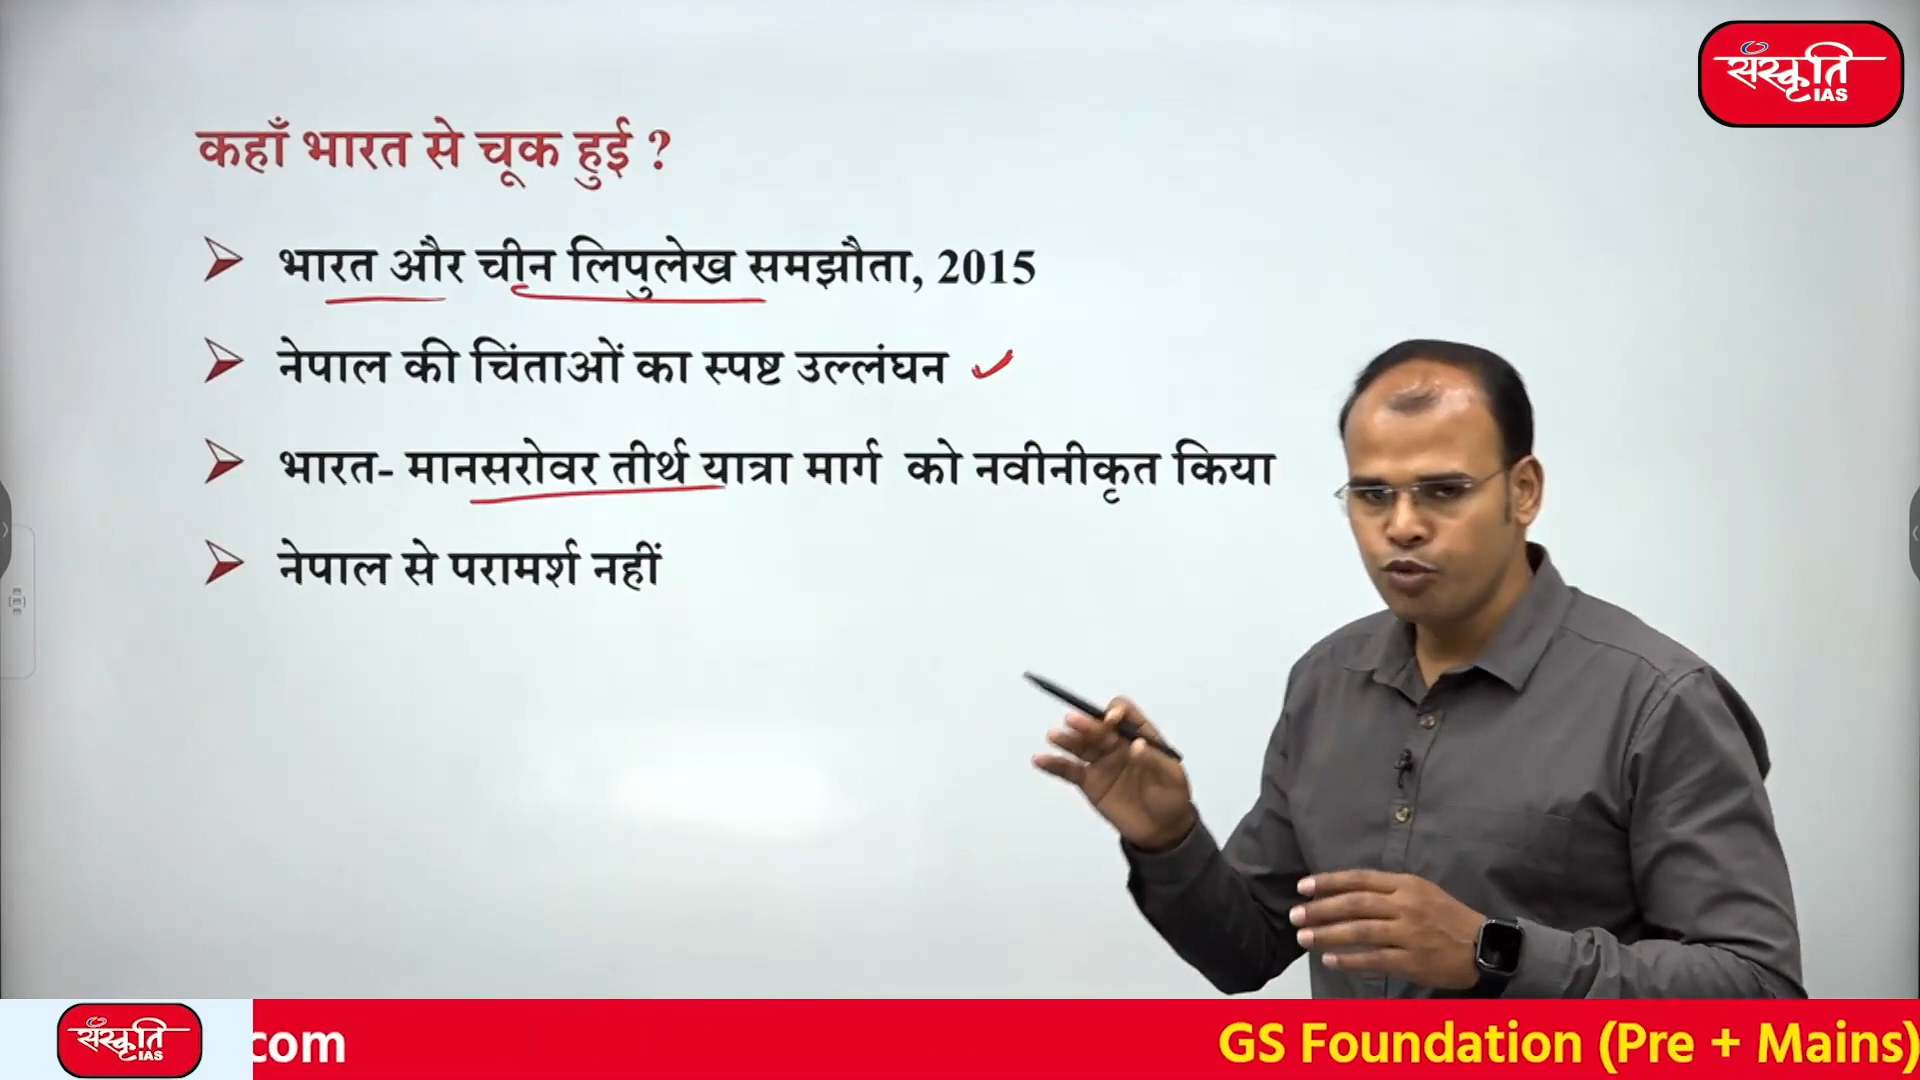 संस्कृति
IAS
कहाँ भारत से चूक हुई ?
भारत और चीन लिपुलेख समझौता, 2015
नेपाल की चिंताओं का स्पष्ट उल्लंघन
भारत- मानसरोवर तीर्थ यात्रा मार्ग को नवीनीकृत किया
नेपाल से परामर्श नहीं
संस्कृति
IAS
com
GS Foundation (Pre + Mains)